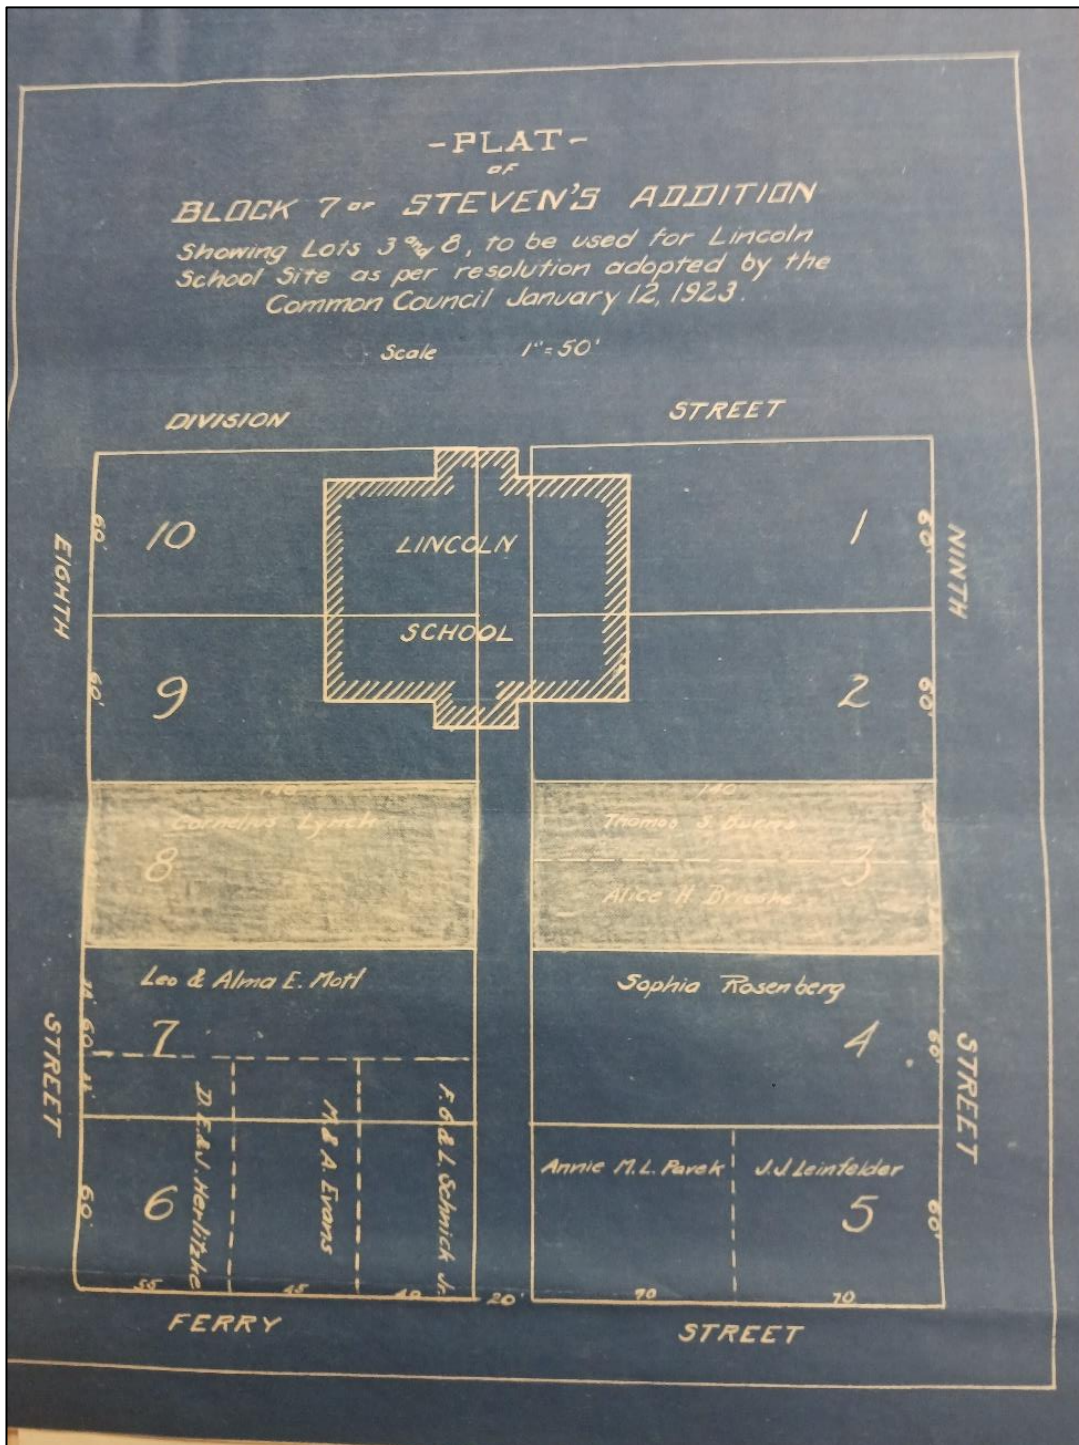 -PLAT-
OF
BLOCK 7 OF STEVEN'S ADDITION
Showing Lots 3 and 8, to be used for Lincoln
School Site as per resolution adopted by the
Common Council January 12, 1923.
Scale 1"=50'
DIVISION STREET
EIGHTH STREET
NINTH STREET
60' 10 LINCOLN 1 60'
60' 9 SCHOOL 2 60'
140 140
Cornelius Lynch Thomas S.
8 3
Alice H.
Leo & Alma E. Motl Sophia Rosenberg
60' 7 4 60'
D. E. & J. Herlitzke
M. & A. Evans
F. G. & L. Schnick Jr.
Annie M. L. Pavek J. J. Leinfelder
60' 6 5 60'
55 45 40 20' 70 70
FERRY STREET